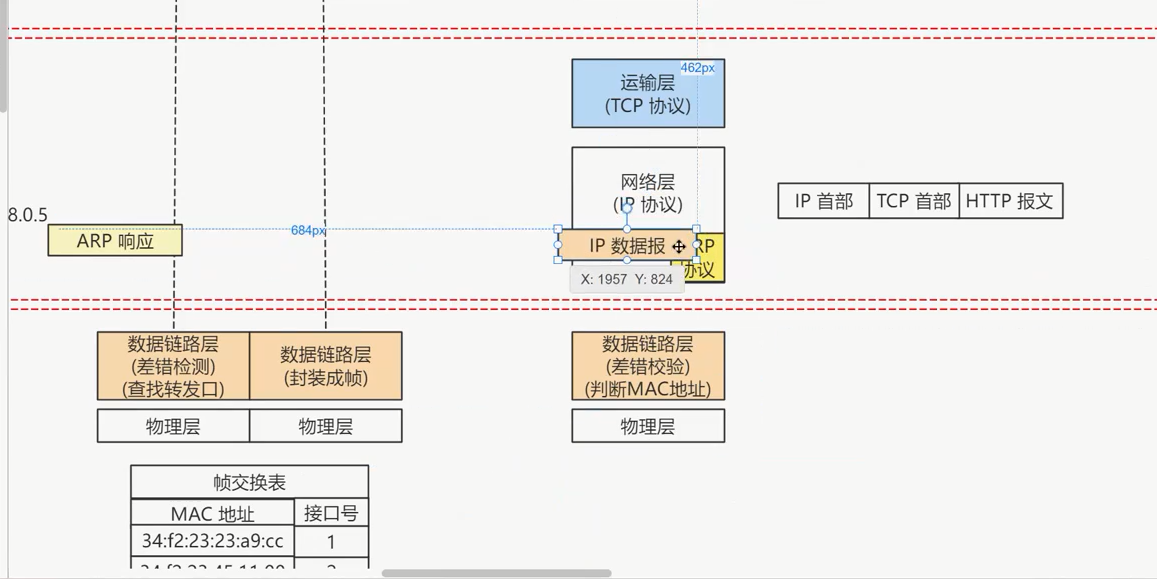 462px
运输层
(TCP 协议)
网络层
(IP 协议)
IP 首部 TCP 首部 HTTP 报文
8.0.5
684px
ARP 响应
IP 数据报
RP
协议
X: 1957 Y: 824
数据链路层
(差错检测)
(查找转发口)
数据链路层
(封装成帧)
数据链路层
(差错校验)
(判断MAC地址)
物理层
物理层
物理层
帧交换表
MAC 地址 接口号
34:f2:23:23:a9:cc 1